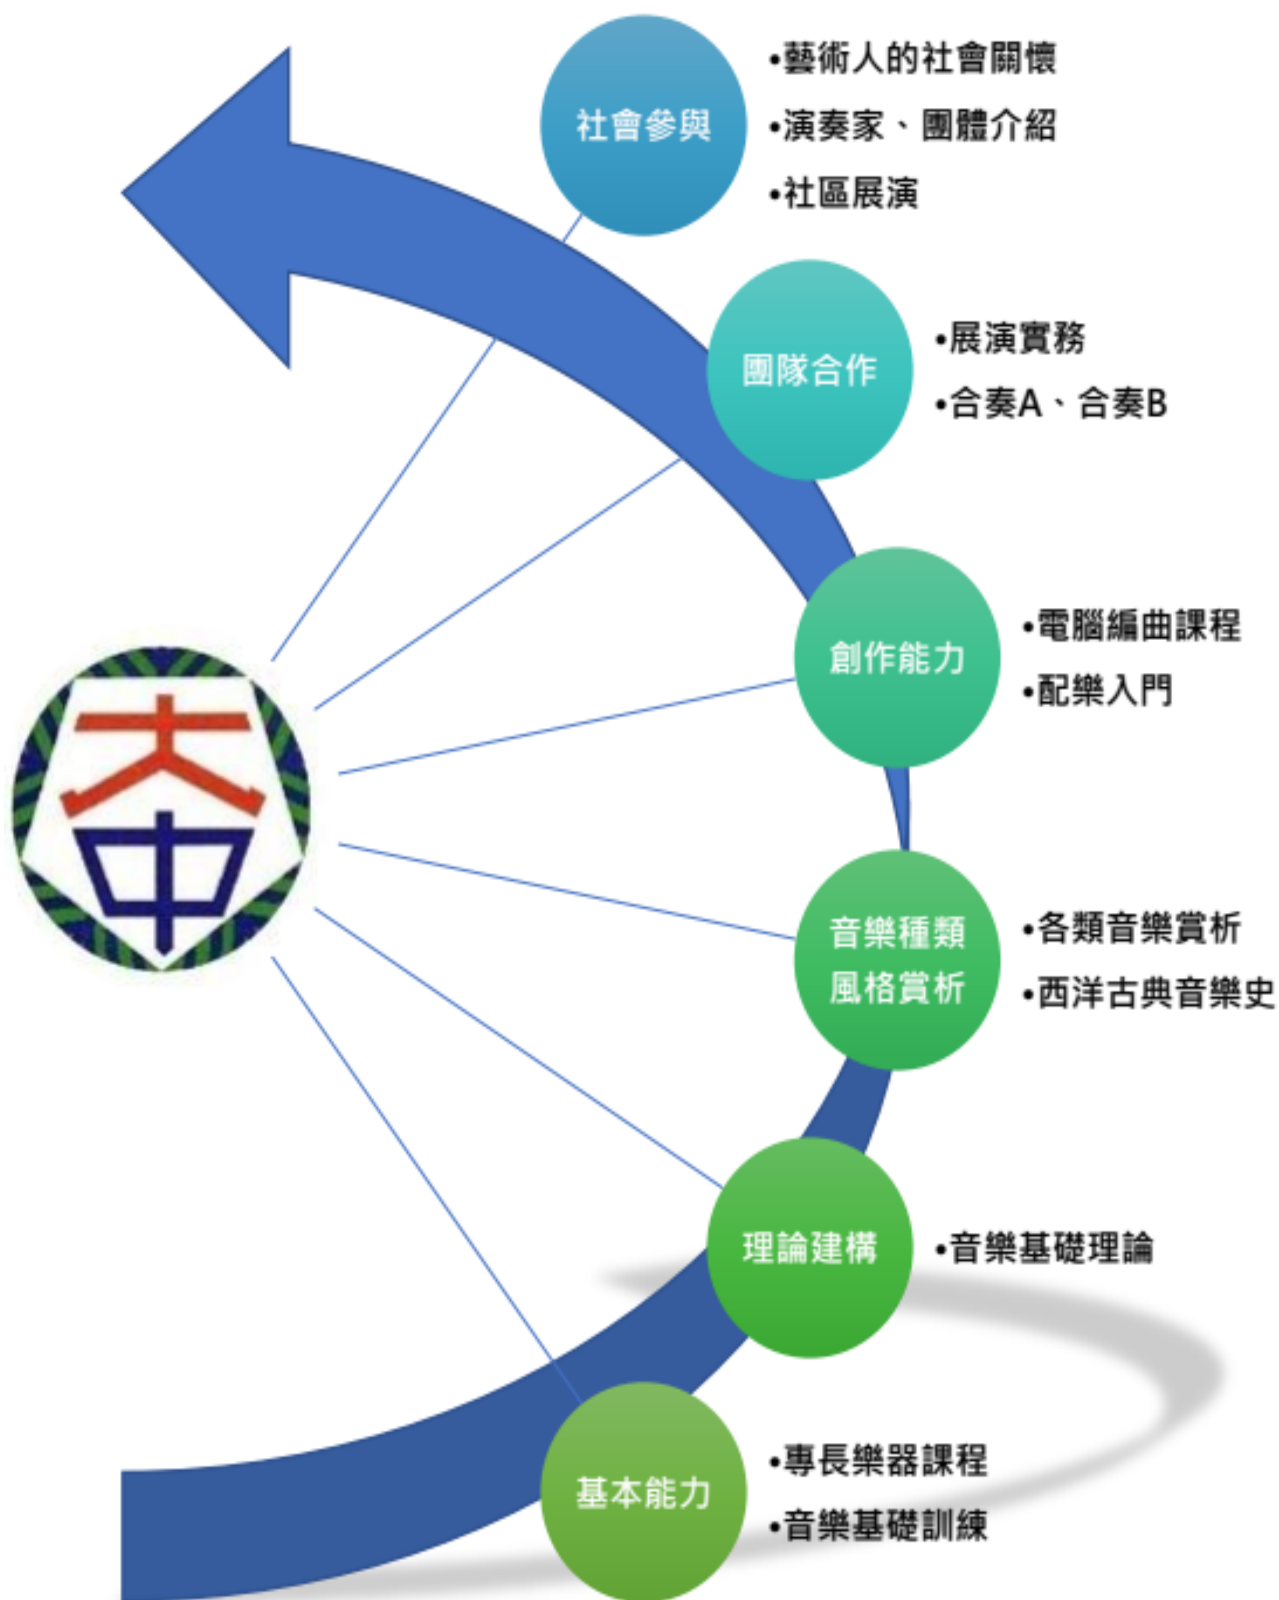 社會參與
•藝術人的社會關懷
•演奏家、團體介紹
•社區展演
團隊合作
•展演實務
•合奏A、合奏B
創作能力
•電腦編曲課程
•配樂入門
音樂種類
風格賞析
•各類音樂賞析
•西洋古典音樂史
大
中
理論建構
•音樂基礎理論
基本能力
•專長樂器課程
•音樂基礎訓練